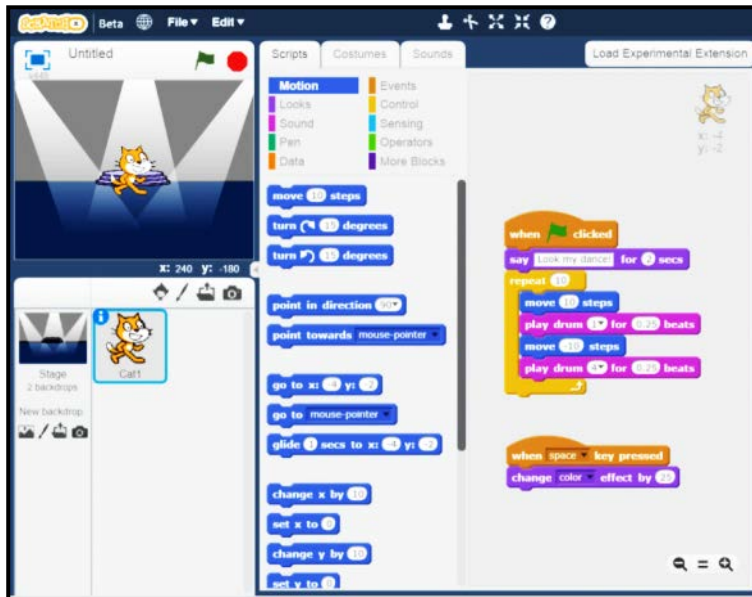 SCRATCHX Beta File▼ Edit▼
Untitled
v442
x: 240 y: -180
Stage
2 backdrops
New backdrop
Cat1
Scripts Costumes Sounds
Load Experimental Extension
Motion Events
Looks Control
Sound Sensing
Pen Operators
Data More Blocks
move 10 steps
turn 15 degrees
turn 15 degrees
point in direction 90▼
point towards mouse-pointer
go to x: -4 y: -2
go to mouse-pointer
glide 1 secs to x: -4 y: -2
change x by 10
set x to 0
change y by 10
set y to 0
x: -4
y: -2
when clicked
say Look my dance! for 2 secs
repeat 10
move 10 steps
play drum 1▼ for 0.25 beats
move -10 steps
play drum 4▼ for 0.25 beats
when space key pressed
change color effect by 25